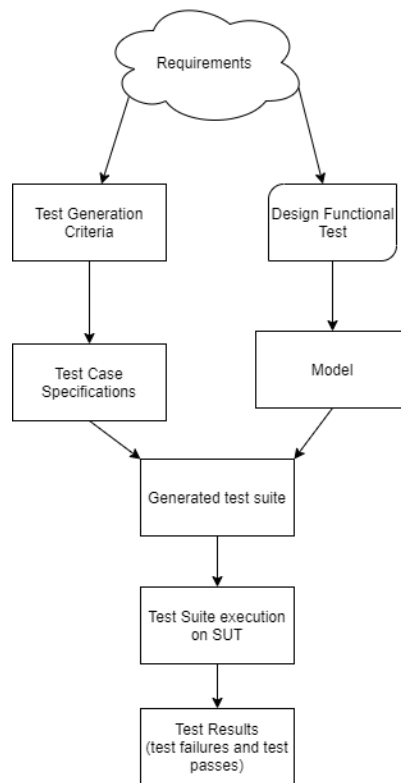 Requirements
Test Generation
Criteria
Design Functional
Test
Test Case
Specifications
Model
Generated test suite
Test Suite execution
on SUT
Test Results
(test failures and test
passes)